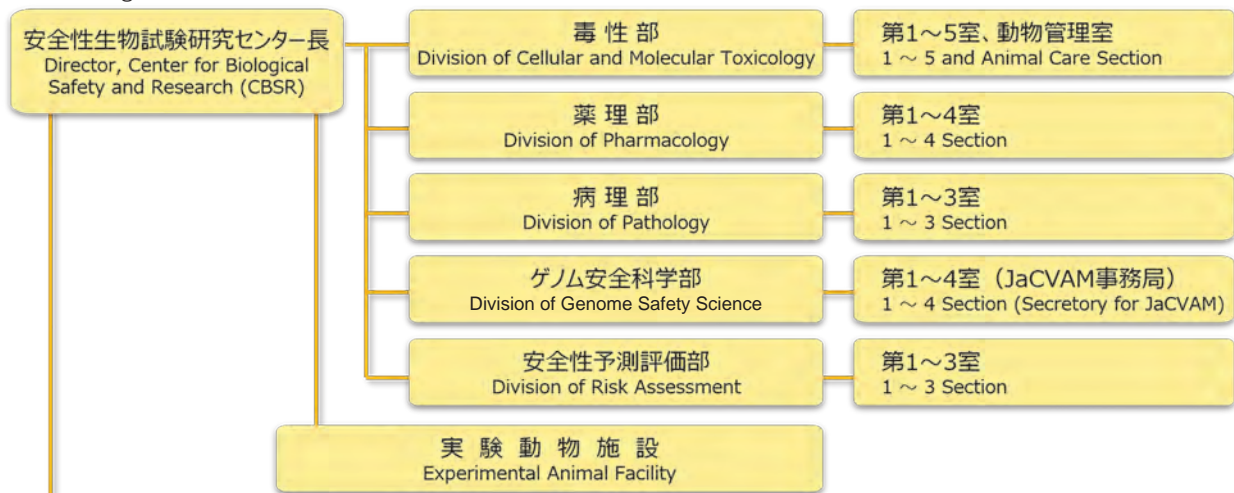 安全性生物試験研究センター長
Director, Center for Biological
Safety and Research (CBSR)
毒 性 部
Division of Cellular and Molecular Toxicology
第1～5室、動物管理室
1 ～ 5 and Animal Care Section
薬 理 部
Division of Pharmacology
第1～4室
1 ～ 4 Section
病 理 部
Division of Pathology
第1～3室
1 ～ 3 Section
ゲノム安全科学部
Division of Genome Safety Science
第1～4室（JaCVAM事務局）
1 ～ 4 Section (Secretory for JaCVAM)
安全性予測評価部
Division of Risk Assessment
第1～3室
1 ～ 3 Section
実 験 動 物 施 設
Experimental Animal Facility